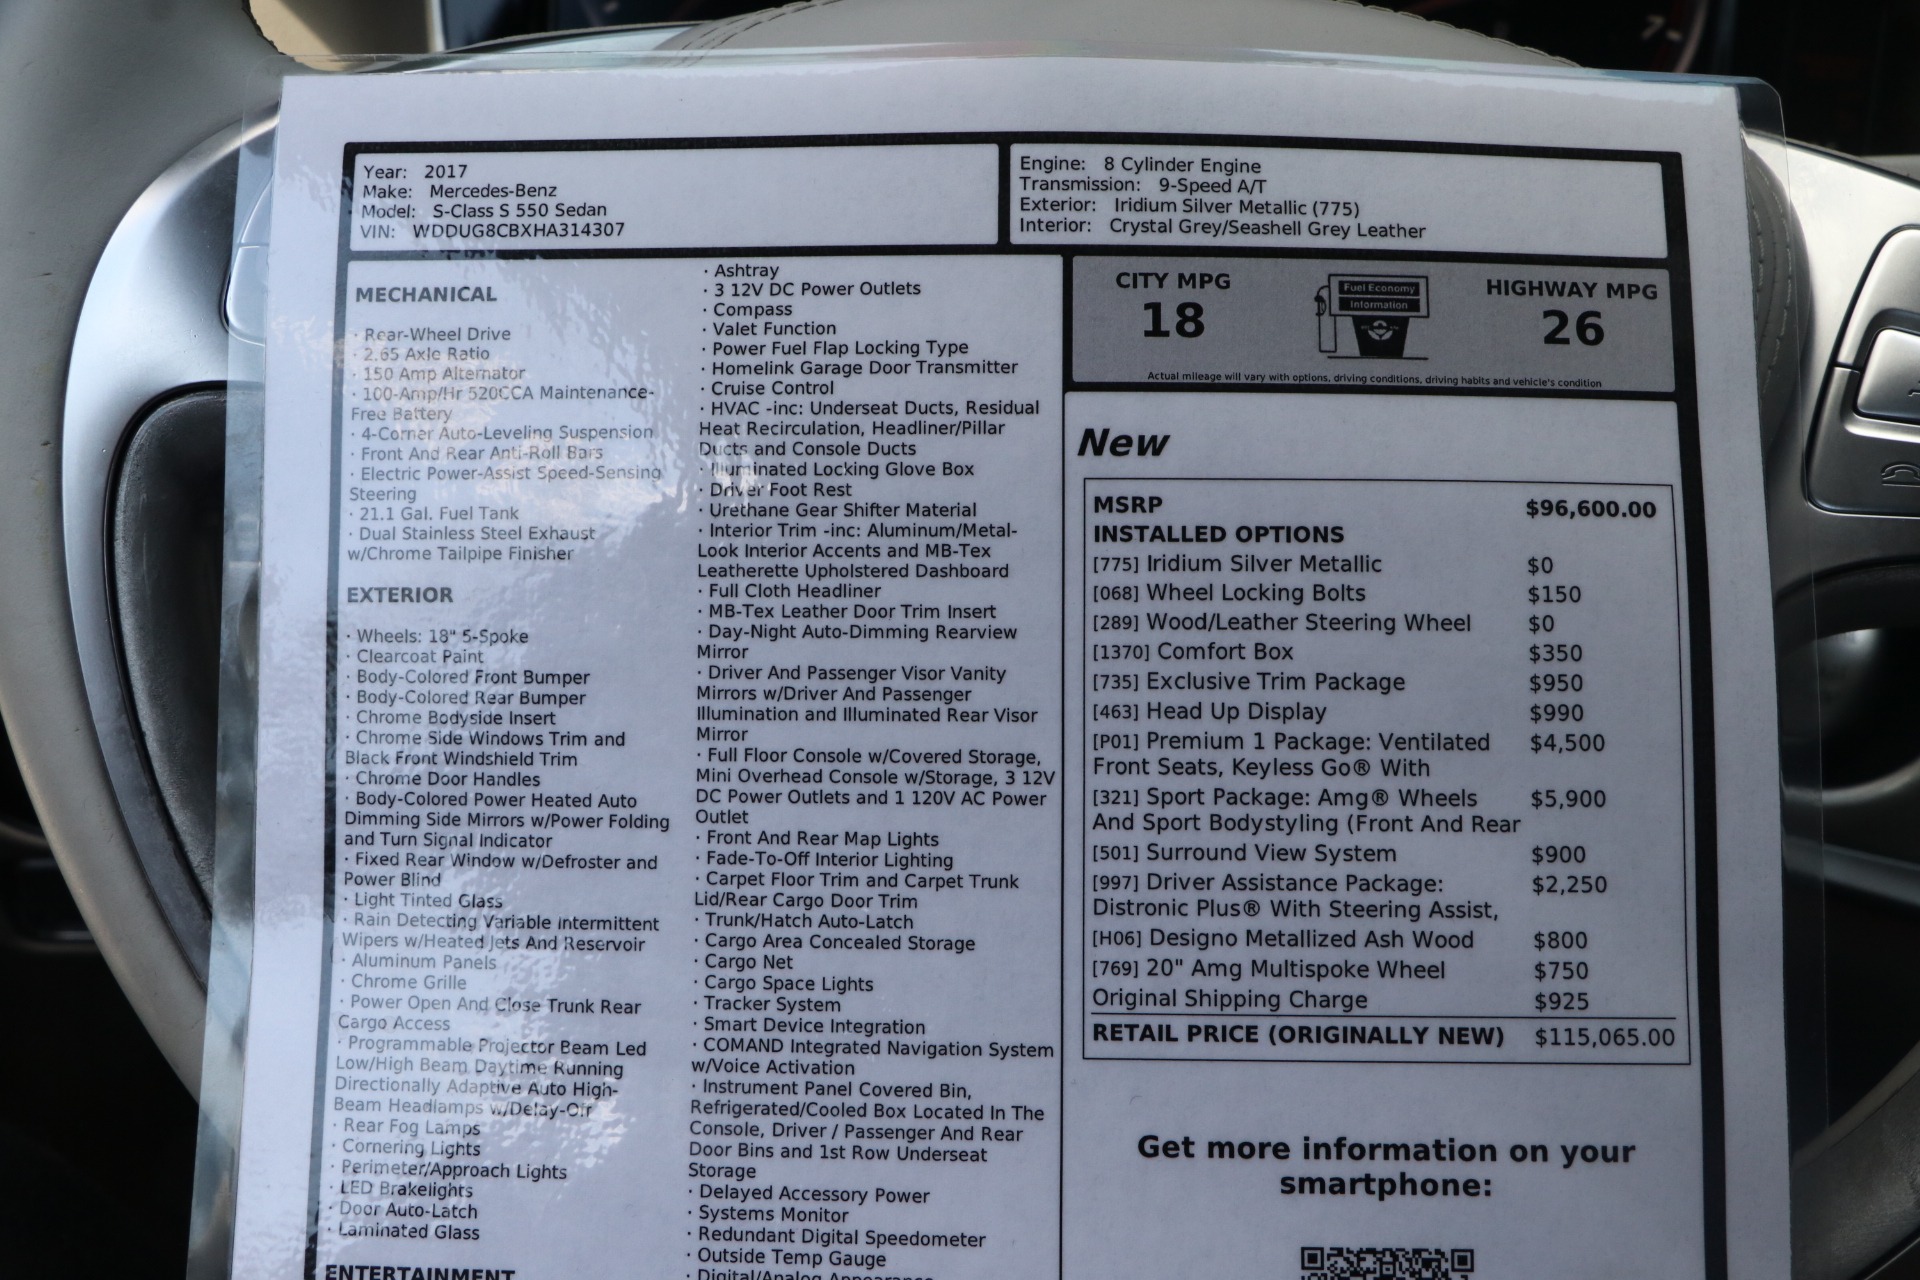 Year: 2017
Make: Mercedes-Benz
Model: S-Class S 550 Sedan
VIN: WDDUG8CBXHA314307
Engine: 8 Cylinder Engine
Transmission: 9-Speed A/T
Exterior: Iridium Silver Metallic (775)
Interior: Crystal Grey/Seashell Grey Leather
MECHANICAL
· Rear-Wheel Drive
· 2.65 Axle Ratio
· 150 Amp Alternator
· 100-Amp/Hr 520CCA Maintenance-
Free Battery
· 4-Corner Auto-Leveling Suspension
· Front And Rear Anti-Roll Bars
· Electric Power-Assist Speed-Sensing
Steering
· 21.1 Gal. Fuel Tank
· Dual Stainless Steel Exhaust
w/Chrome Tailpipe Finisher
EXTERIOR
· Wheels: 18" 5-Spoke
· Clearcoat Paint
· Body-Colored Front Bumper
· Body-Colored Rear Bumper
· Chrome Bodyside Insert
· Chrome Side Windows Trim and
Black Front Windshield Trim
· Chrome Door Handles
· Body-Colored Power Heated Auto
Dimming Side Mirrors w/Power Folding
and Turn Signal Indicator
· Fixed Rear Window w/Defroster and
Power Blind
· Light Tinted Glass
· Rain Detecting Variable Intermittent
Wipers w/Heated Jets And Reservoir
· Aluminum Panels
· Chrome Grille
· Power Open And Close Trunk Rear
Cargo Access
· Programmable Projector Beam Led
Low/High Beam Daytime Running
Directionally Adaptive Auto High-
Beam Headlamps w/Delay-Off
· Rear Fog Lamps
· Cornering Lights
· Perimeter/Approach Lights
· LED Brakelights
· Door Auto-Latch
· Laminated Glass
ENTERTAINMENT
· Ashtray
· 3 12V DC Power Outlets
· Compass
· Valet Function
· Power Fuel Flap Locking Type
· Homelink Garage Door Transmitter
· Cruise Control
· HVAC -inc: Underseat Ducts, Residual
Heat Recirculation, Headliner/Pillar
Ducts and Console Ducts
· Illuminated Locking Glove Box
· Driver Foot Rest
· Urethane Gear Shifter Material
· Interior Trim -inc: Aluminum/Metal-
Look Interior Accents and MB-Tex
Leatherette Upholstered Dashboard
· Full Cloth Headliner
· MB-Tex Leather Door Trim Insert
· Day-Night Auto-Dimming Rearview
Mirror
· Driver And Passenger Visor Vanity
Mirrors w/Driver And Passenger
Illumination and Illuminated Rear Visor
Mirror
· Full Floor Console w/Covered Storage,
Mini Overhead Console w/Storage, 3 12V
DC Power Outlets and 1 120V AC Power
Outlet
· Front And Rear Map Lights
· Fade-To-Off Interior Lighting
· Carpet Floor Trim and Carpet Trunk
Lid/Rear Cargo Door Trim
· Trunk/Hatch Auto-Latch
· Cargo Area Concealed Storage
· Cargo Net
· Cargo Space Lights
· Tracker System
· Smart Device Integration
· COMAND Integrated Navigation System
w/Voice Activation
· Instrument Panel Covered Bin,
Refrigerated/Cooled Box Located In The
Console, Driver / Passenger And Rear
Door Bins and 1st Row Underseat
Storage
· Delayed Accessory Power
· Systems Monitor
· Redundant Digital Speedometer
· Outside Temp Gauge
· Digital/Analog Appearance
CITY MPG
18
Fuel Economy
Information
HIGHWAY MPG
26
Actual mileage will vary with options, driving conditions, driving habits and vehicle's condition
New
MSRP $96,600.00
INSTALLED OPTIONS
[775] Iridium Silver Metallic $0
[068] Wheel Locking Bolts $150
[289] Wood/Leather Steering Wheel $0
[1370] Comfort Box $350
[735] Exclusive Trim Package $950
[463] Head Up Display $990
[P01] Premium 1 Package: Ventilated $4,500
Front Seats, Keyless Go® With
[321] Sport Package: Amg® Wheels $5,900
And Sport Bodystyling (Front And Rear
[501] Surround View System $900
[997] Driver Assistance Package: $2,250
Distronic Plus® With Steering Assist,
[H06] Designo Metallized Ash Wood $800
[769] 20" Amg Multispoke Wheel $750
Original Shipping Charge $925
RETAIL PRICE (ORIGINALLY NEW) $115,065.00
Get more information on your
smartphone: